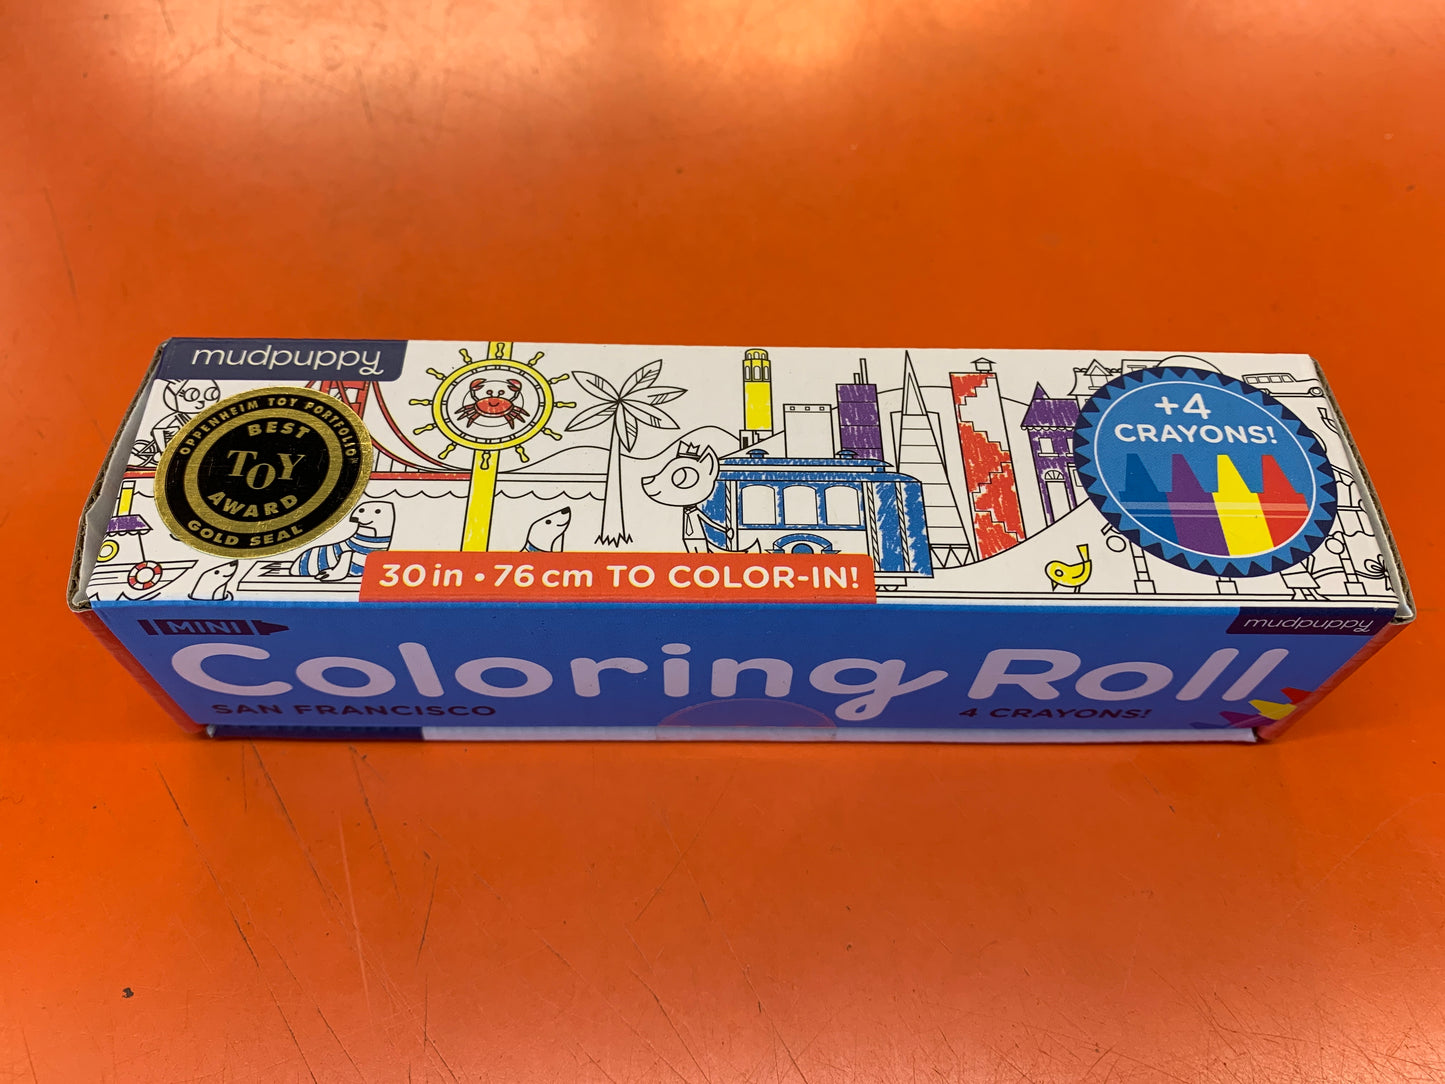 mudpuppy
OPPENHEIM TOY PORTFOLIO
BEST
TOY
AWARD
GOLD SEAL
+4
CRAYONS!
30 in • 76 cm TO COLOR-IN!
mudpuppy
MINI
Coloring Roll
SAN FRANCISCO
4 CRAYONS!